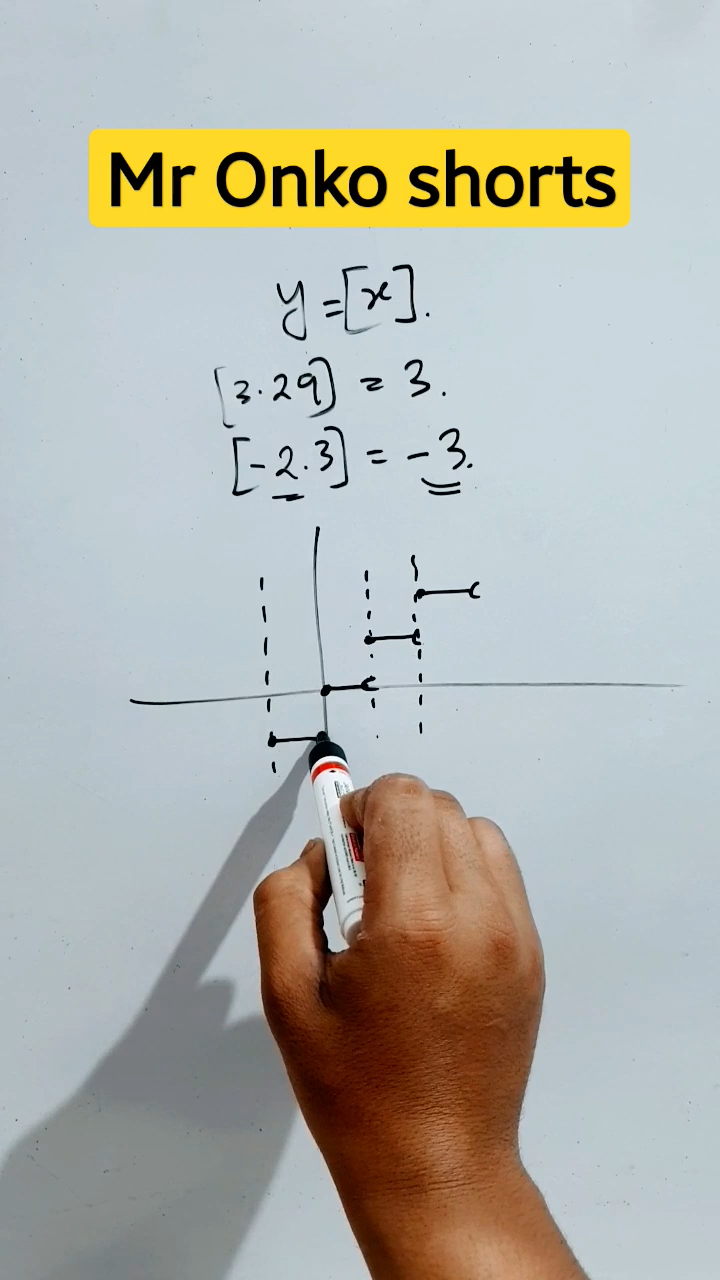 Mr Onko shorts
y = [x].
[3.29] = 3.
[-2.3] = -3.